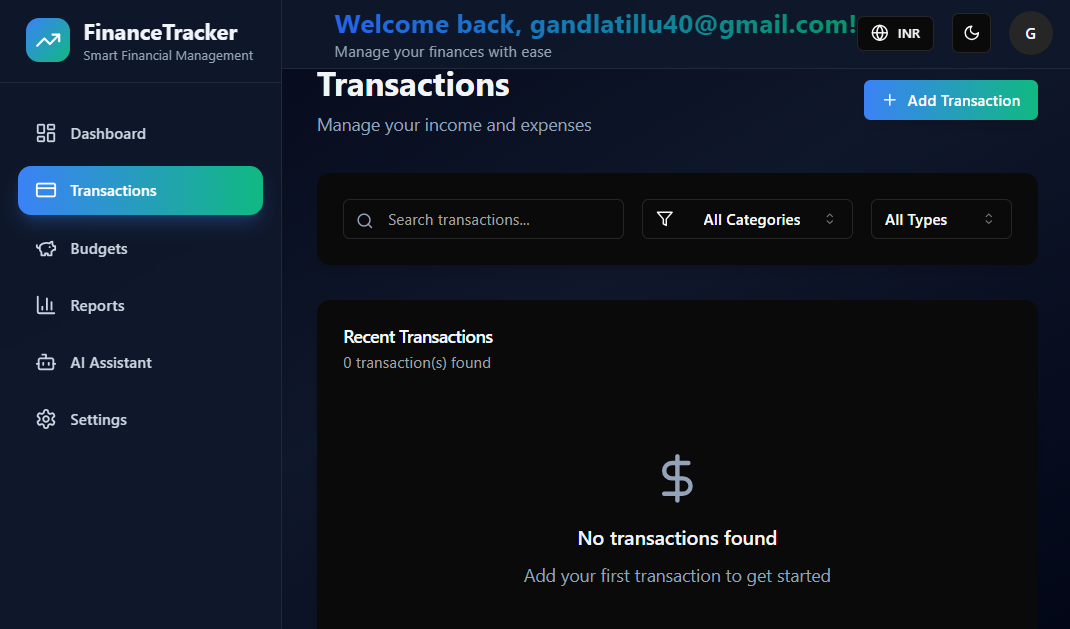 FinanceTracker
Smart Financial Management
Welcome back, gandlatillu40@gmail.com!
Manage your finances with ease
INR
G
Dashboard
Transactions
Budgets
Reports
AI Assistant
Settings
Transactions
Manage your income and expenses
Add Transaction
Search transactions...
All Categories
All Types
Recent Transactions
0 transaction(s) found
No transactions found
Add your first transaction to get started